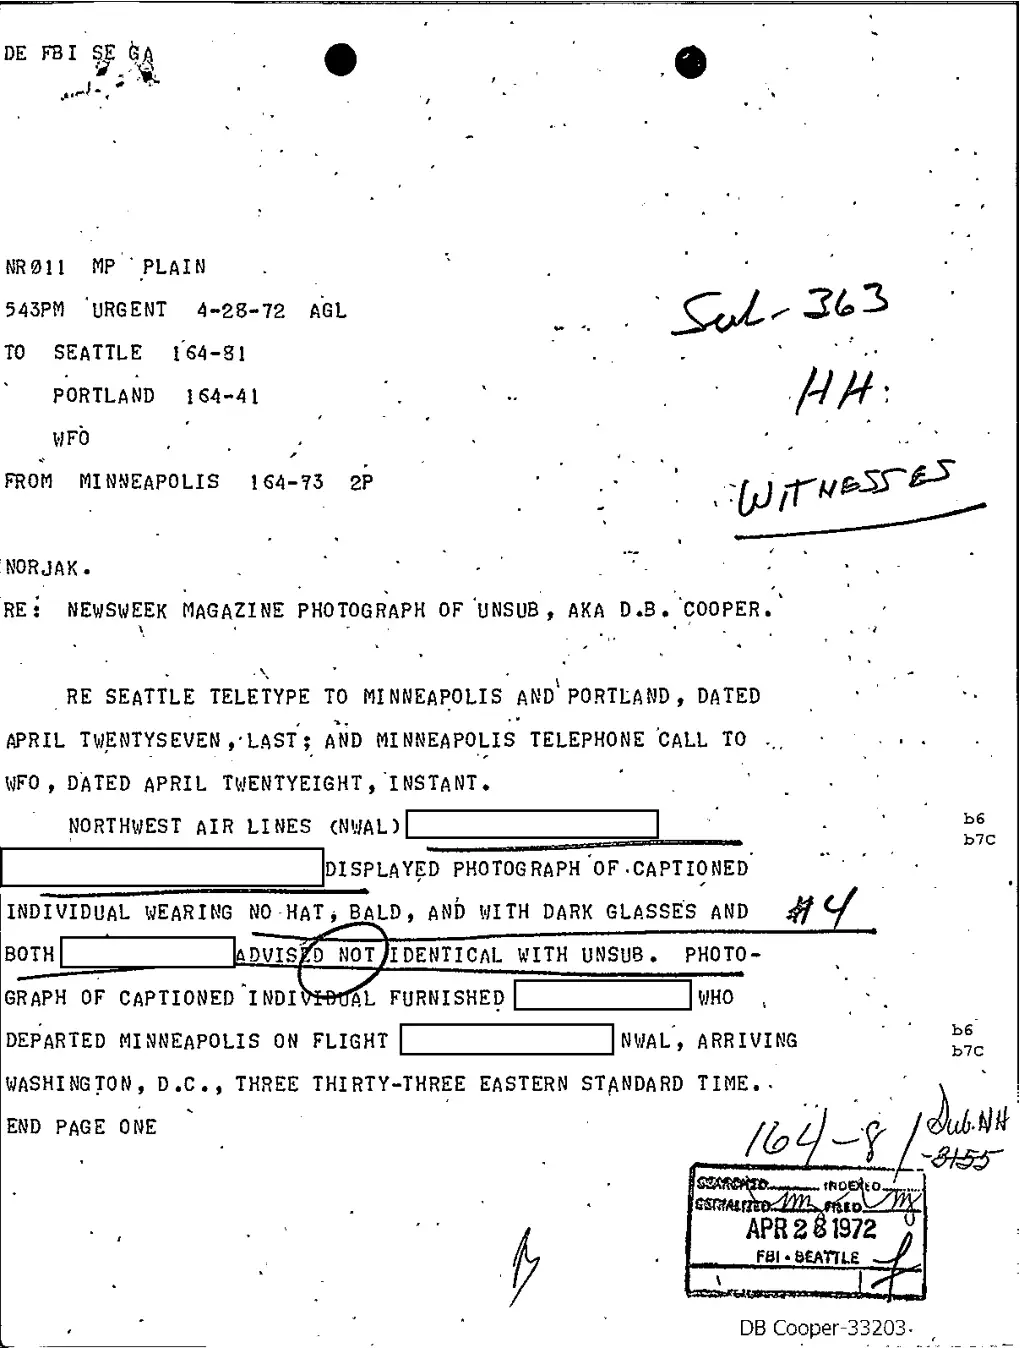 DE FBI SE GA
NR011 MP PLAIN
543PM URGENT 4-28-72 AGL
TO SEATTLE 164-81
PORTLAND 164-41
WFO
FROM MINNEAPOLIS 164-73 2P
Sub-363
HH:
WITNESSES
NORJAK.
RE: NEWSWEEK MAGAZINE PHOTOGRAPH OF UNSUB, AKA D.B. COOPER.
RE SEATTLE TELETYPE TO MINNEAPOLIS AND PORTLAND, DATED
APRIL TWENTYSEVEN, LAST; AND MINNEAPOLIS TELEPHONE CALL TO
WFO, DATED APRIL TWENTYEIGHT, INSTANT.
NORTHWEST AIR LINES (NWAL)
b6
b7C
DISPLAYED PHOTOGRAPH OF CAPTIONED
INDIVIDUAL WEARING NO HAT, BALD, AND WITH DARK GLASSES AND #4
BOTH ADVISED NOT IDENTICAL WITH UNSUB. PHOTO-
GRAPH OF CAPTIONED INDIVIDUAL FURNISHED WHO
DEPARTED MINNEAPOLIS ON FLIGHT NWAL, ARRIVING
b6
b7C
WASHINGTON, D.C., THREE THIRTY-THREE EASTERN STANDARD TIME.
END PAGE ONE
164-81
-3155
SEARCHED INDEXED
SERIALIZED FILED
APR 28 1972
FBI - SEATTLE
DB Cooper-33203